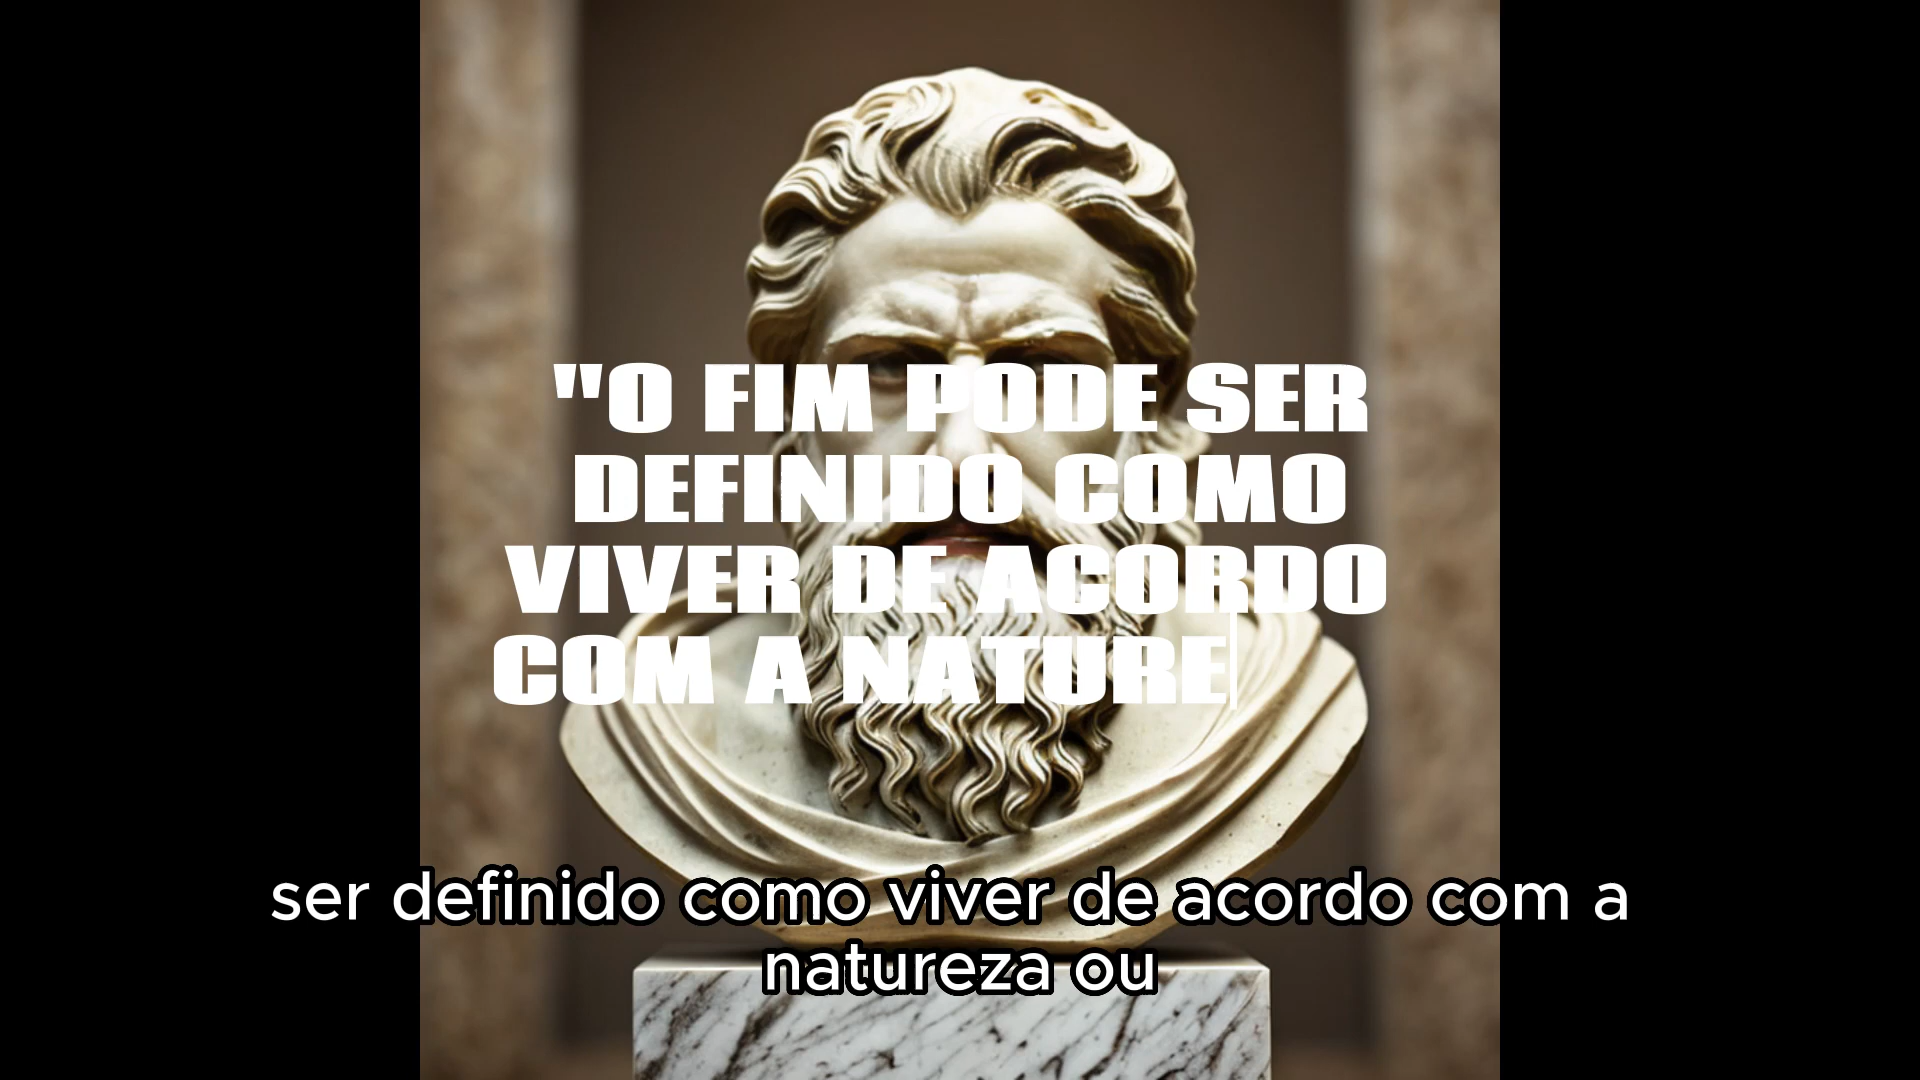 "O FIM PODE SER
DEFINIDO COMO
VIVER DE ACORDO
COM A NATURE
ser definido como viver de acordo com a
natureza ou